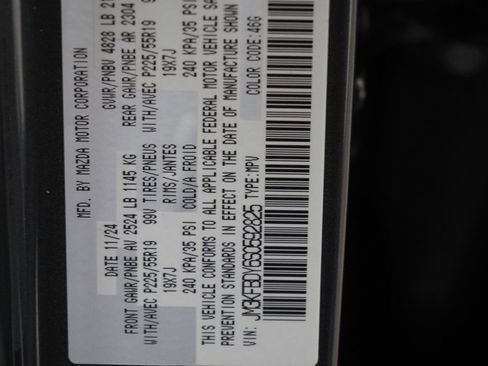 MFD. BY MAZDA MOTOR CORPORATION
DATE 11/24 GVWR/PNBV 4828 LB
FRONT GAWR/PNBE AV 2524 LB 1145 KG REAR GAWR/PNBE AR 2304
WITH/AVEC P225/55R19 99V TIRES/PNEUS WITH/AVEC P225/55R19
19X7J RIMS/JANTES 19X7J
240 KPA/35 PSI COLD/A FROID 240 KPA/35 PSI
THIS VEHICLE CONFORMS TO ALL APPLICABLE FEDERAL MOTOR VEHICLE
PREVENTION STANDARDS IN EFFECT ON THE DATE OF MANUFACTURE SHOWN
VIN: JM3KFBDY6S0592825 TYPE:MPV COLOR CODE:46G